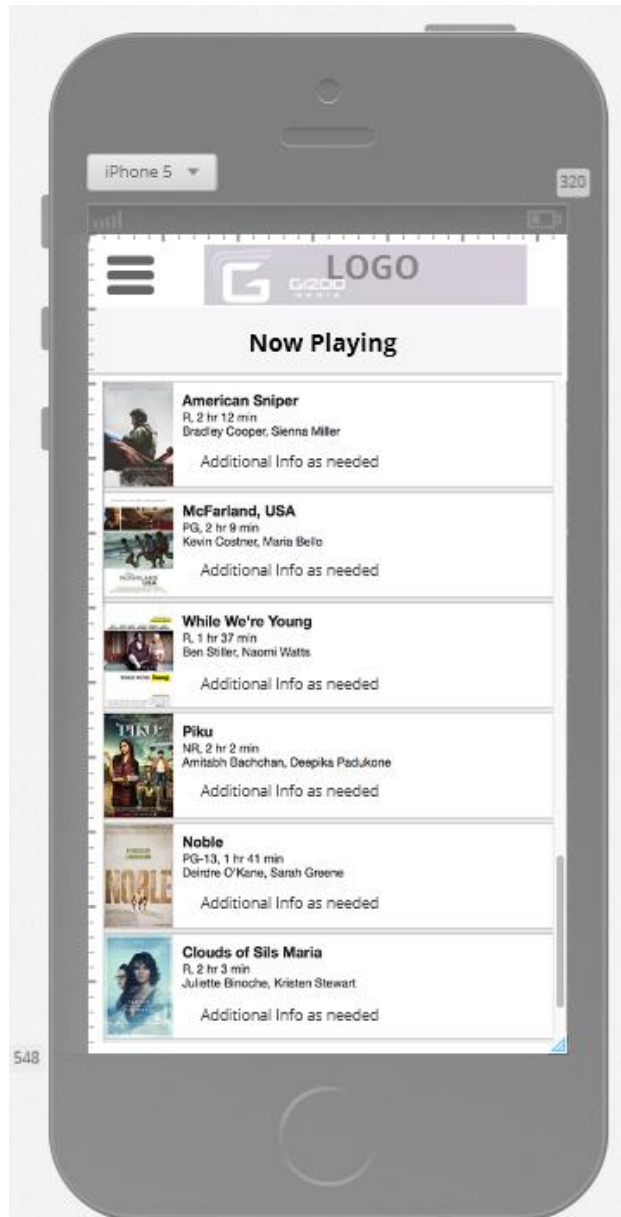 iPhone 5
320
LOGO
G GIZOO
MEDIA
Now Playing
American Sniper
R, 2 hr 12 min
Bradley Cooper, Sienna Miller
Additional Info as needed
McFarland, USA
PG, 2 hr 9 min
Kevin Costner, Maria Bello
Additional Info as needed
While We're Young
R, 1 hr 37 min
Ben Stiller, Naomi Watts
Additional Info as needed
PIKU
Piku
NR, 2 hr 2 min
Amitabh Bachchan, Deepika Padukone
Additional Info as needed
NOBLE
Noble
PG-13, 1 hr 41 min
Deirdre O'Kane, Sarah Greene
Additional Info as needed
Clouds of Sils Maria
R, 2 hr 3 min
Juliette Binoche, Kristen Stewart
Additional Info as needed
548